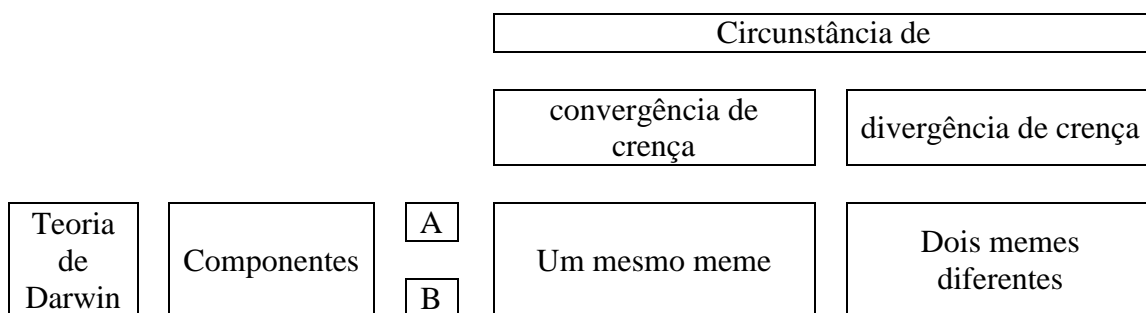 Circunstância de
convergência de
crença
divergência de crença
Teoria
de
Darwin
Componentes
A
B
Um mesmo meme
Dois memes
diferentes